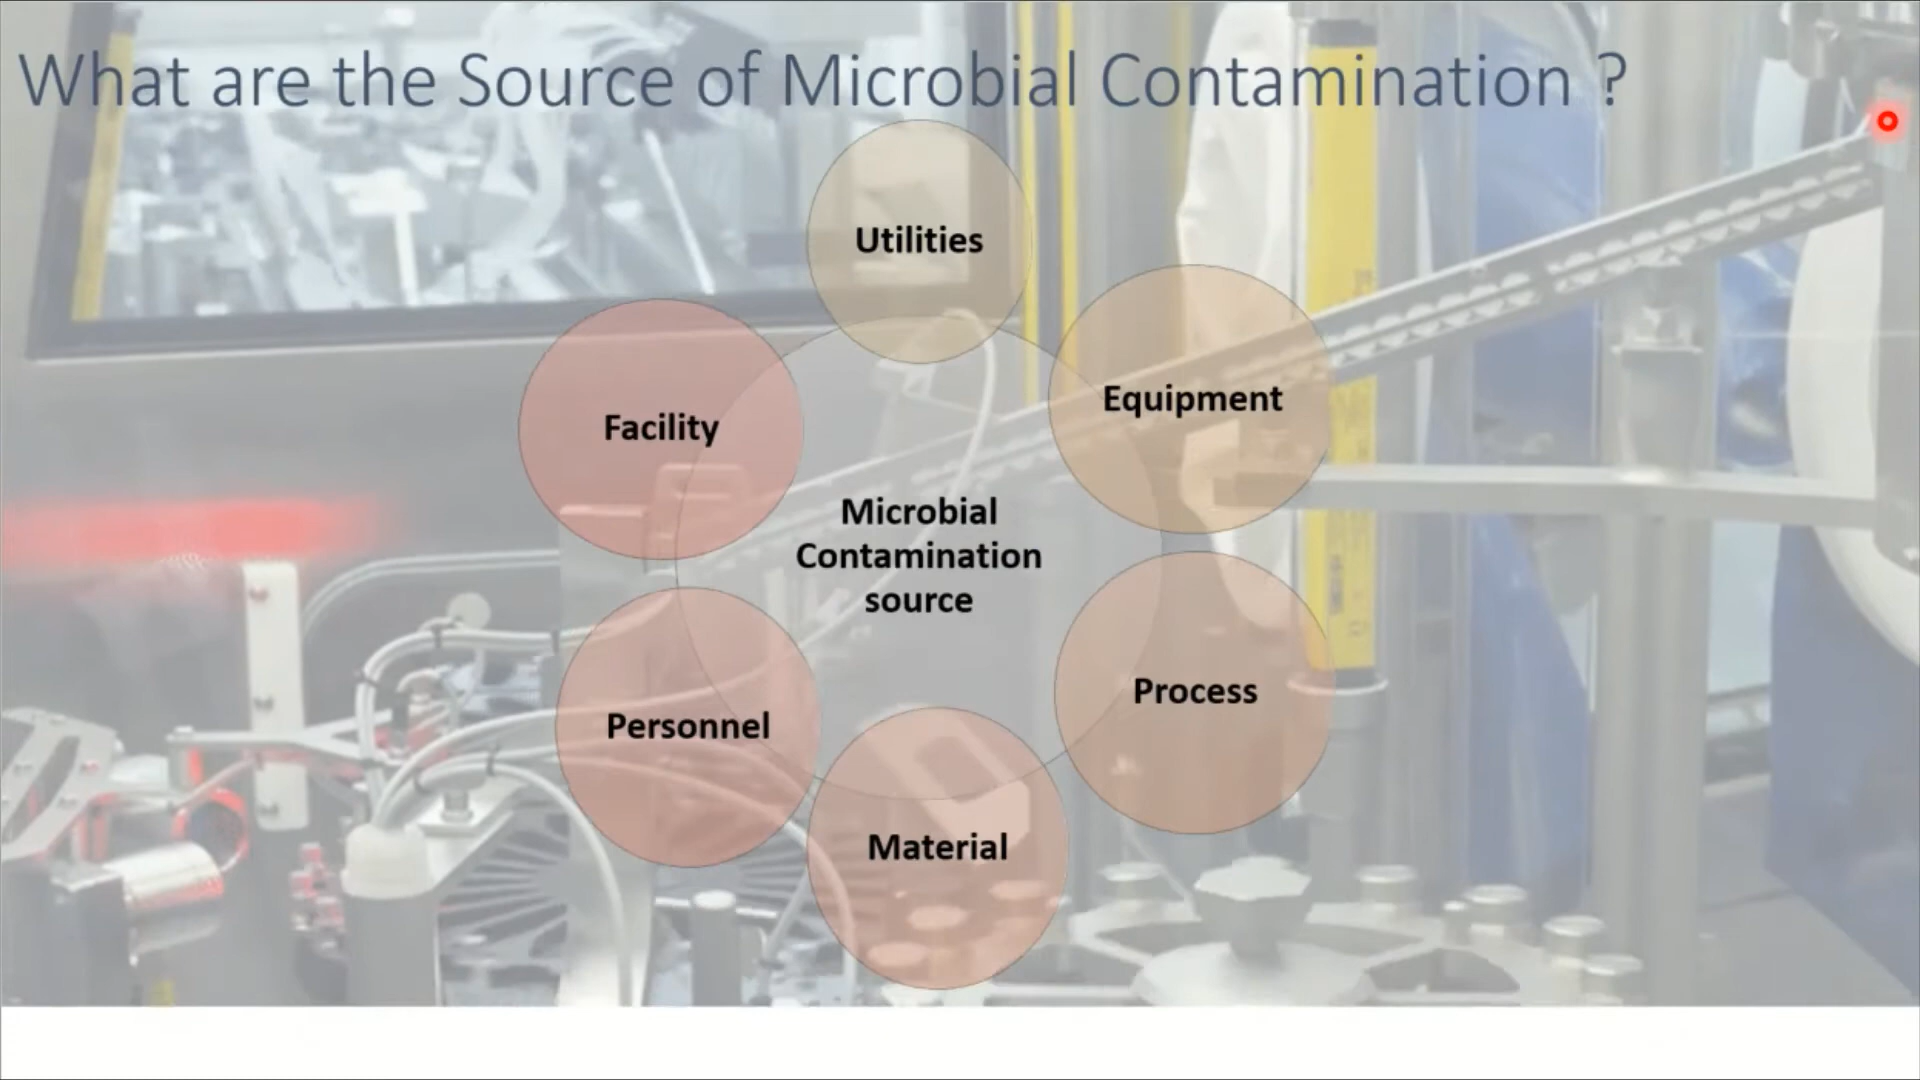 What are the Source of Microbial Contamination ?
Utilities
Equipment
Facility
Microbial
Contamination
source
Process
Personnel
Material